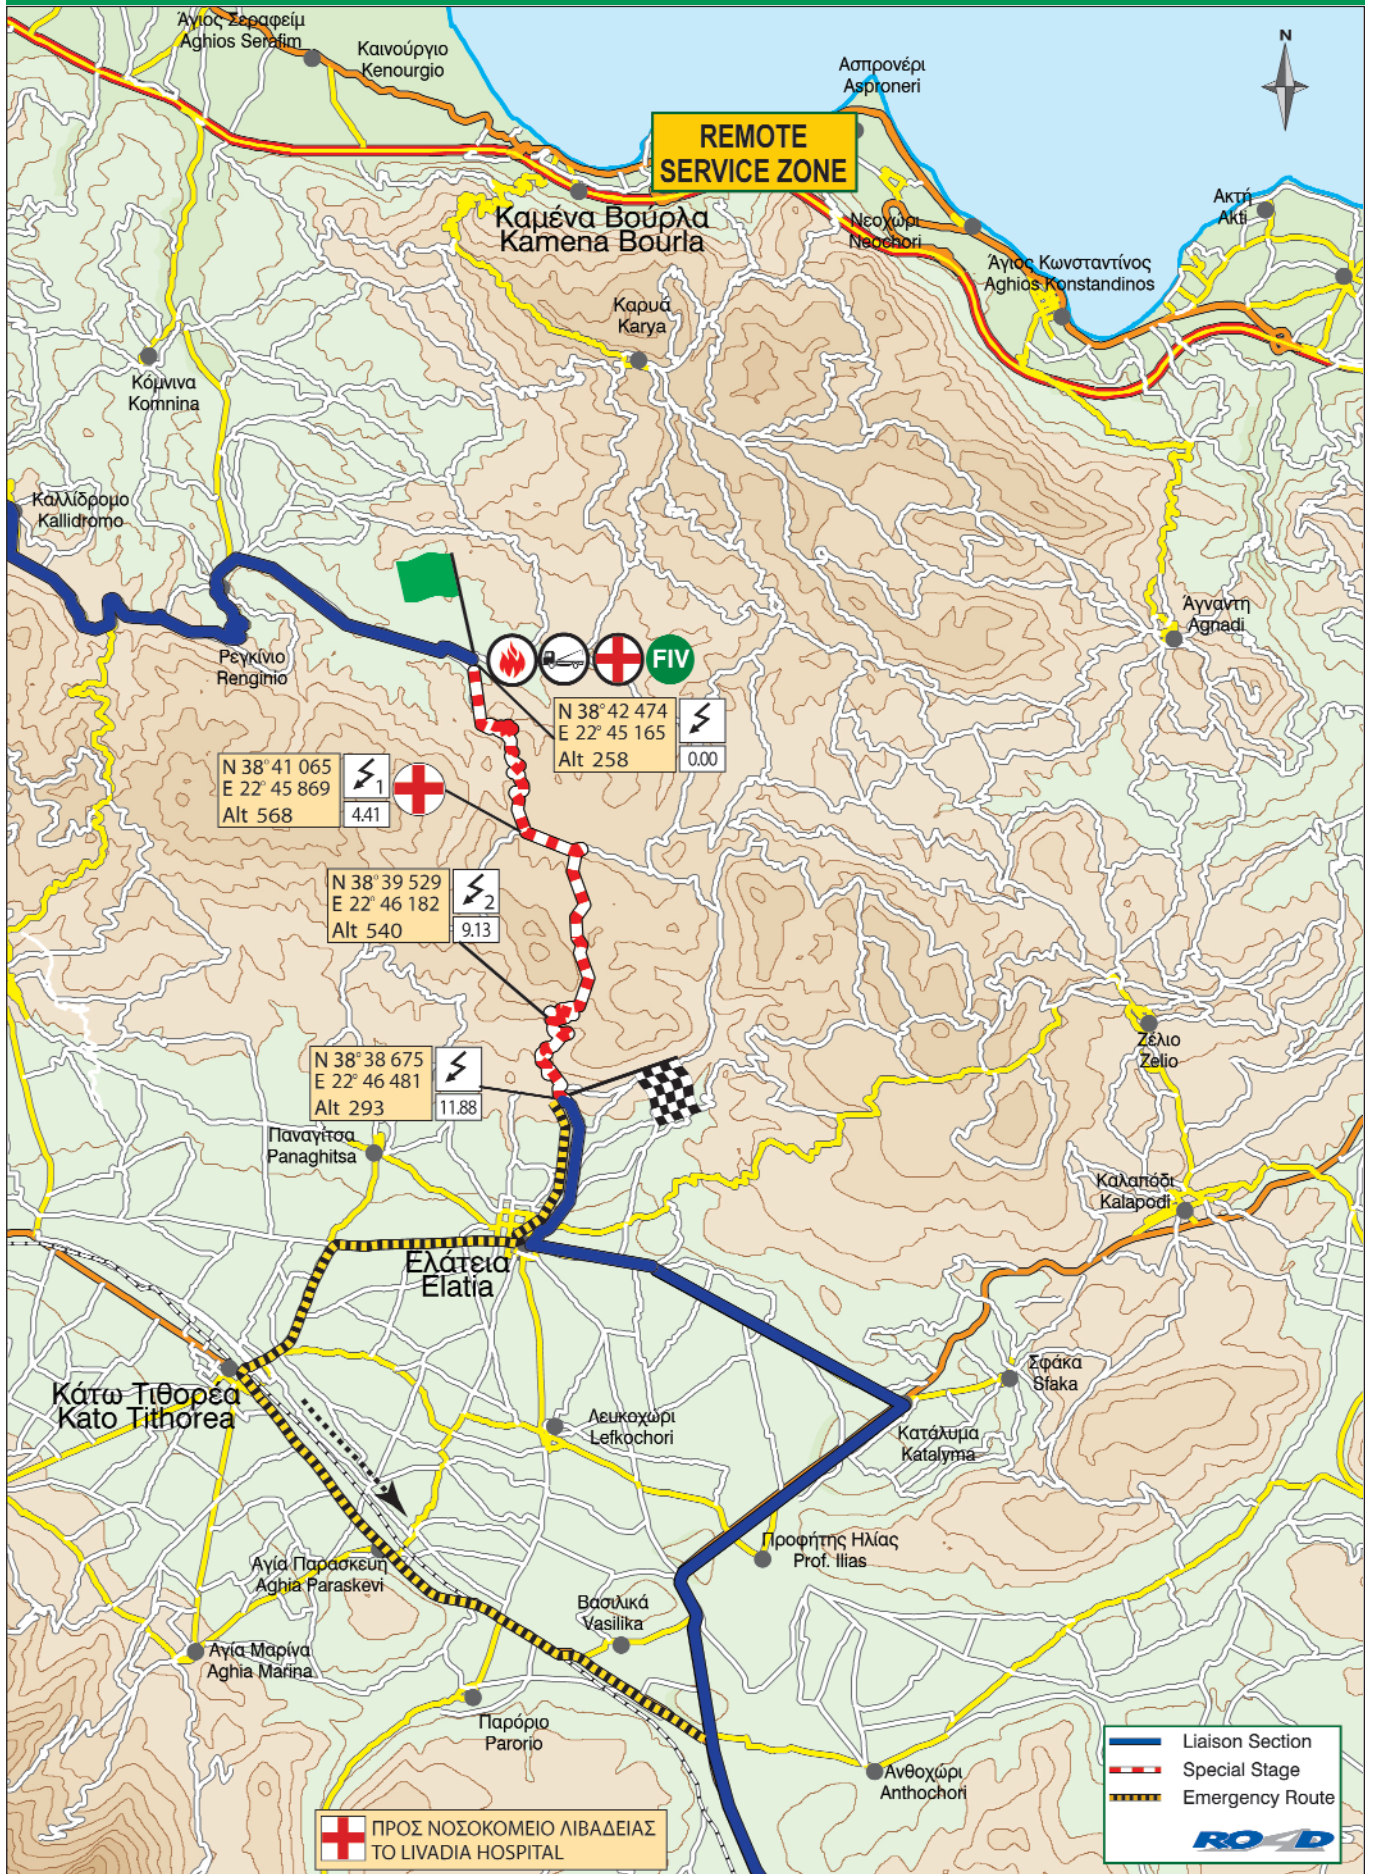 Άγιος Σεραφείμ
Aghios Serafim
Καινούργιο
Kenourgio
Ασπρονέρι
Asproneri
N
REMOTE
SERVICE ZONE
Καμένα Βούρλα
Kamena Bourla
Νεοχώρι
Neochori
Ακτή
Akti
Άγιος Κωνσταντίνος
Aghios Konstandinos
Καρυά
Karya
Κόμνινα
Komnina
Καλλίδρομο
Kallidromo
Άγναντη
Agnadi
Ρεγκίνιο
Renginio
FIV
N 38° 42 474
E 22° 45 165
Alt 258
0.00
N 38° 41 065
E 22° 45 869
Alt 568
1
4.41
N 38° 39 529
E 22° 46 182
Alt 540
2
9.13
N 38° 38 675
E 22° 46 481
Alt 293
11.88
Ζέλιο
Zelio
Παναγίτσα
Panaghitsa
Καλαπόδι
Kalapodi
Ελάτεια
Elatia
Σφάκα
Sfaka
Κάτω Τιθορέα
Kato Tithorea
Λευκοχώρι
Lefkochori
Κατάλυμα
Katalyma
Προφήτης Ηλίας
Prof. Ilias
Αγία Παρασκευή
Aghia Paraskevi
Βασιλικά
Vasilika
Αγία Μαρίνα
Aghia Marina
Παρόριο
Parorio
Ανθοχώρι
Anthochori
Liaison Section
Special Stage
Emergency Route
ROAD
ΠΡΟΣ ΝΟΣΟΚΟΜΕΙΟ ΛΙΒΑΔΕΙΑΣ
TO LIVADIA HOSPITAL